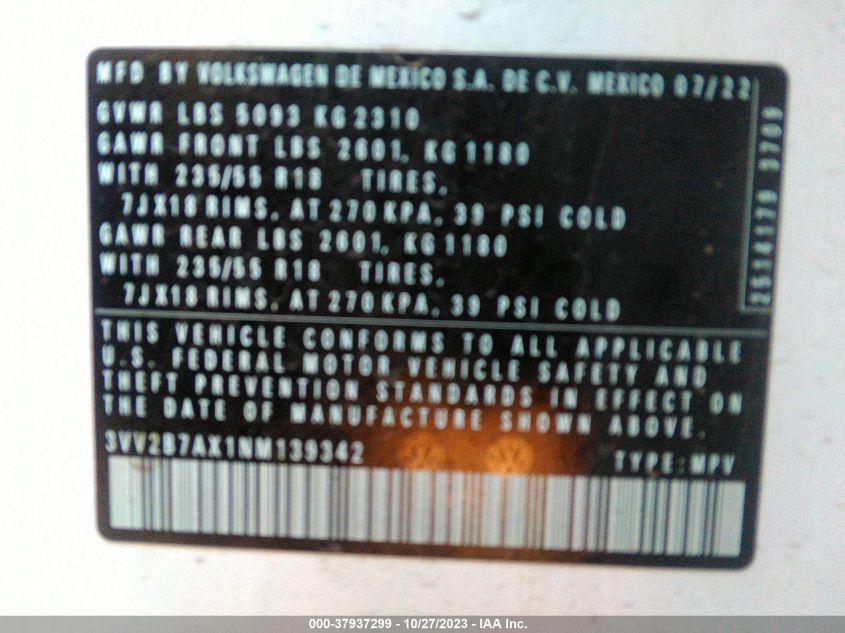 MFD BY VOLKSWAGEN DE MEXICO S.A. DE C.V. MEXICO 07/22
GVWR LBS 5093 KG 2310
GAWR FRONT LBS 2601, KG 1180
WITH 235/55 R18 TIRES,
7JX18 RIMS, AT 270 KPA, 39 PSI COLD
GAWR REAR LBS 2601, KG 1180
WITH 235/55 R18 TIRES,
7JX18 RIMS, AT 270 KPA, 39 PSI COLD
2514179 3709
THIS VEHICLE CONFORMS TO ALL APPLICABLE
U.S. FEDERAL MOTOR VEHICLE SAFETY AND
THEFT PREVENTION STANDARDS IN EFFECT ON
THE DATE OF MANUFACTURE SHOWN ABOVE.
3VV2B7AX1NM139342 TYPE: MPV
000-37937299 - 10/27/2023 - IAA Inc.